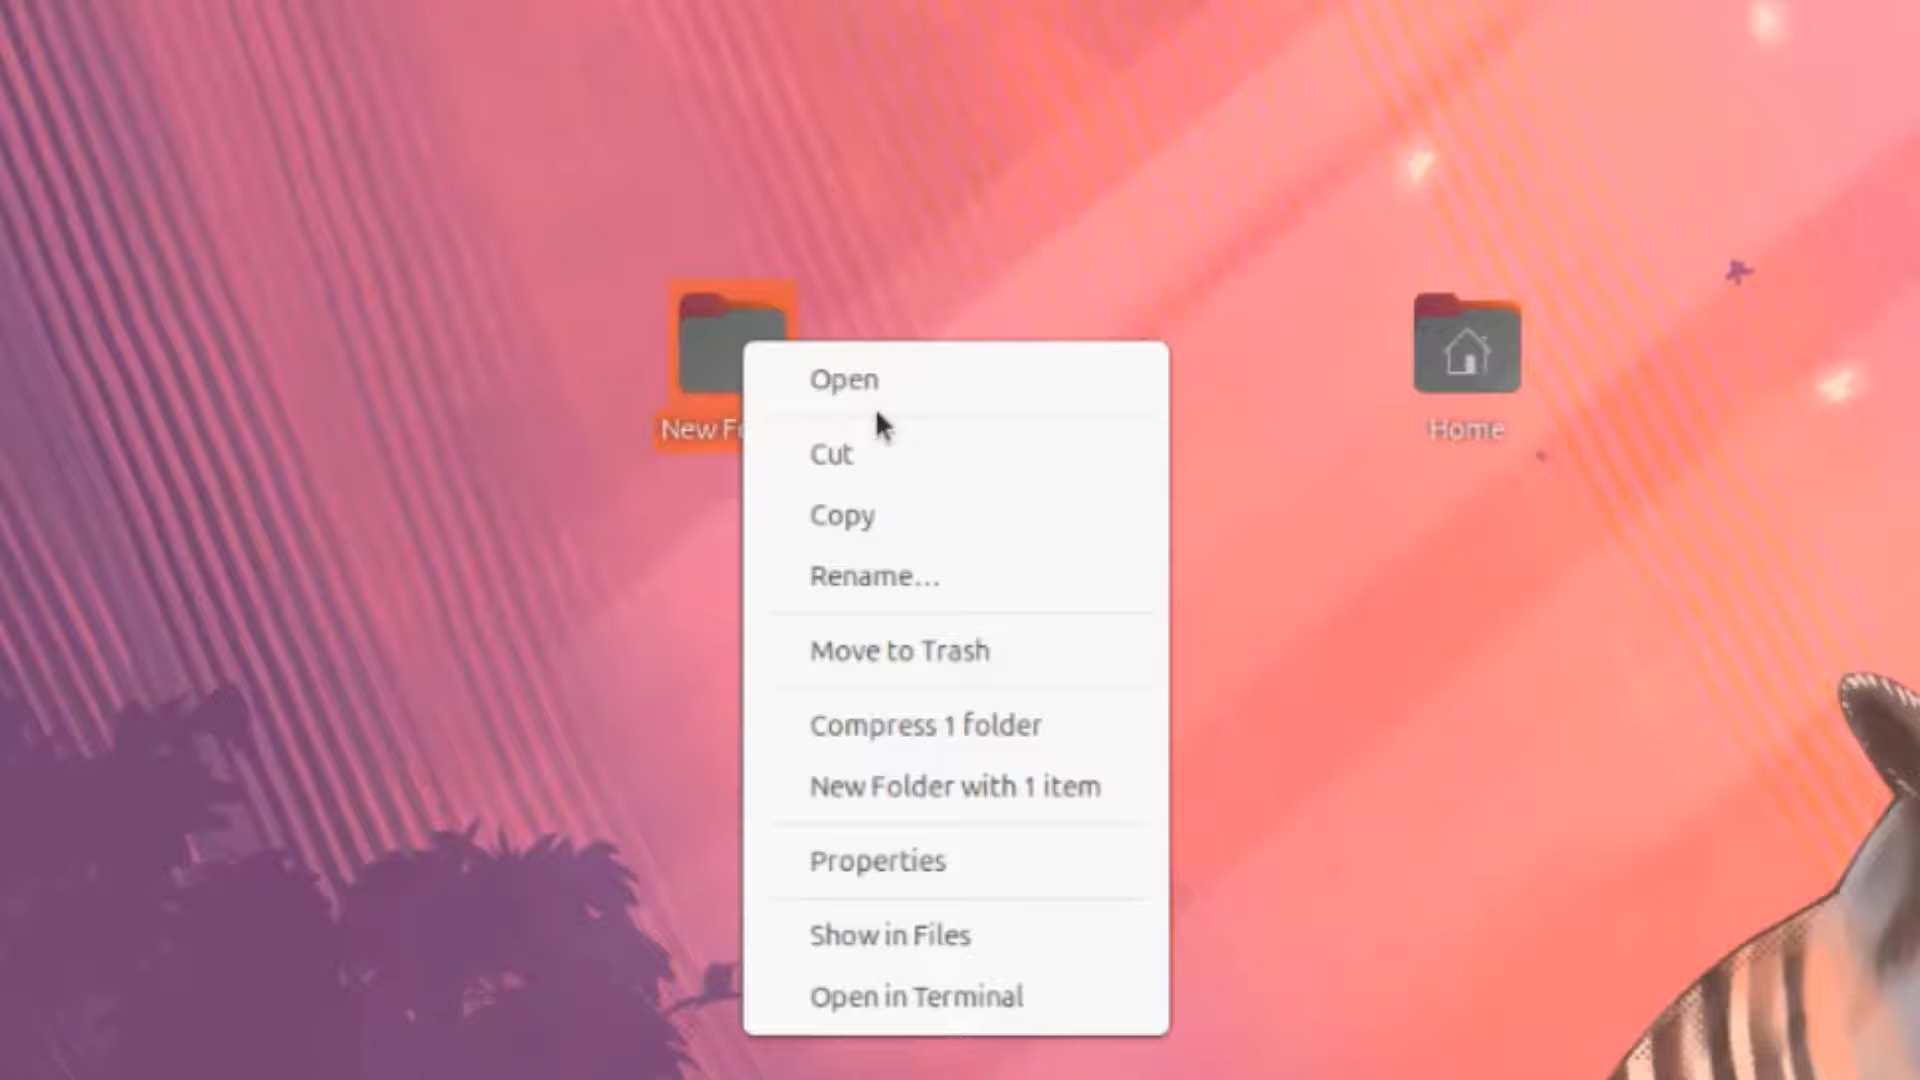 Open
New Fo
Home
Cut
Copy
Rename...
Move to Trash
Compress 1 folder
New Folder with 1 item
Properties
Show in Files
Open in Terminal